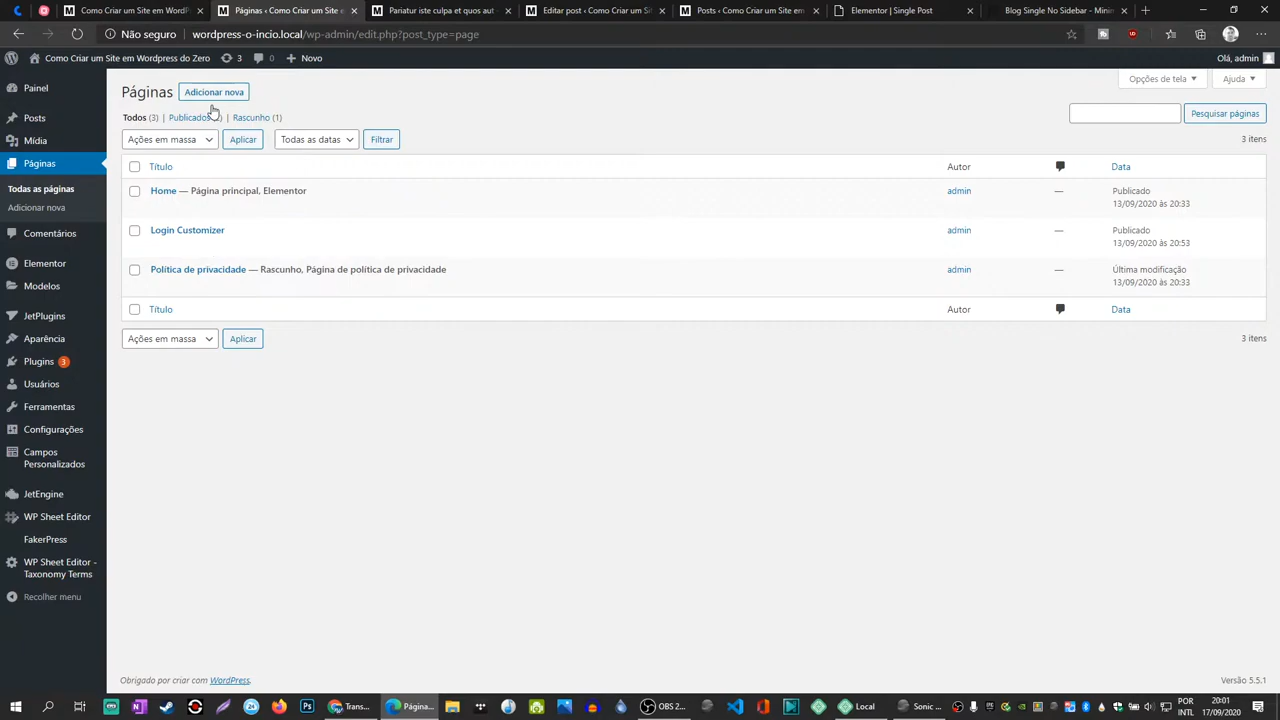 Como Criar um Site em WordPr
Páginas ‹ Como Criar um Site e
Pariatur iste culpa et quos aut
Editar post ‹ Como Criar um Si
Posts ‹ Como Criar um Site em
Elementor | Single Post
Blog Single No Sidebar - Minin
Não seguro
wordpress-o-incio.local/wp-admin/edit.php?post_type=page
Como Criar um Site em Wordpress do Zero
3
0
Novo
Olá, admin
Painel
Posts
Mídia
Páginas
Todas as páginas
Adicionar nova
Comentários
Elementor
Modelos
JetPlugins
Aparência
Plugins 3
Usuários
Ferramentas
Configurações
Campos
Personalizados
JetEngine
WP Sheet Editor
FakerPress
WP Sheet Editor -
Taxonomy Terms
Recolher menu
Páginas
Adicionar nova
Opções de tela
Ajuda
Todos (3) | Publicados | Rascunho (1)
Pesquisar páginas
Ações em massa
Aplicar
Todas as datas
Filtrar
3 itens
Título
Autor
Data
Home — Página principal, Elementor
admin
—
Publicado
13/09/2020 às 20:33
Login Customizer
admin
—
Publicado
13/09/2020 às 20:53
Política de privacidade — Rascunho, Página de política de privacidade
admin
—
Última modificação
13/09/2020 às 20:33
Título
Autor
Data
Ações em massa
Aplicar
3 itens
Obrigado por criar com WordPress.
Versão 5.5.1
Trans...
Página...
OBS 2...
Local
Sonic ...
POR
INTL
20:01
17/09/2020